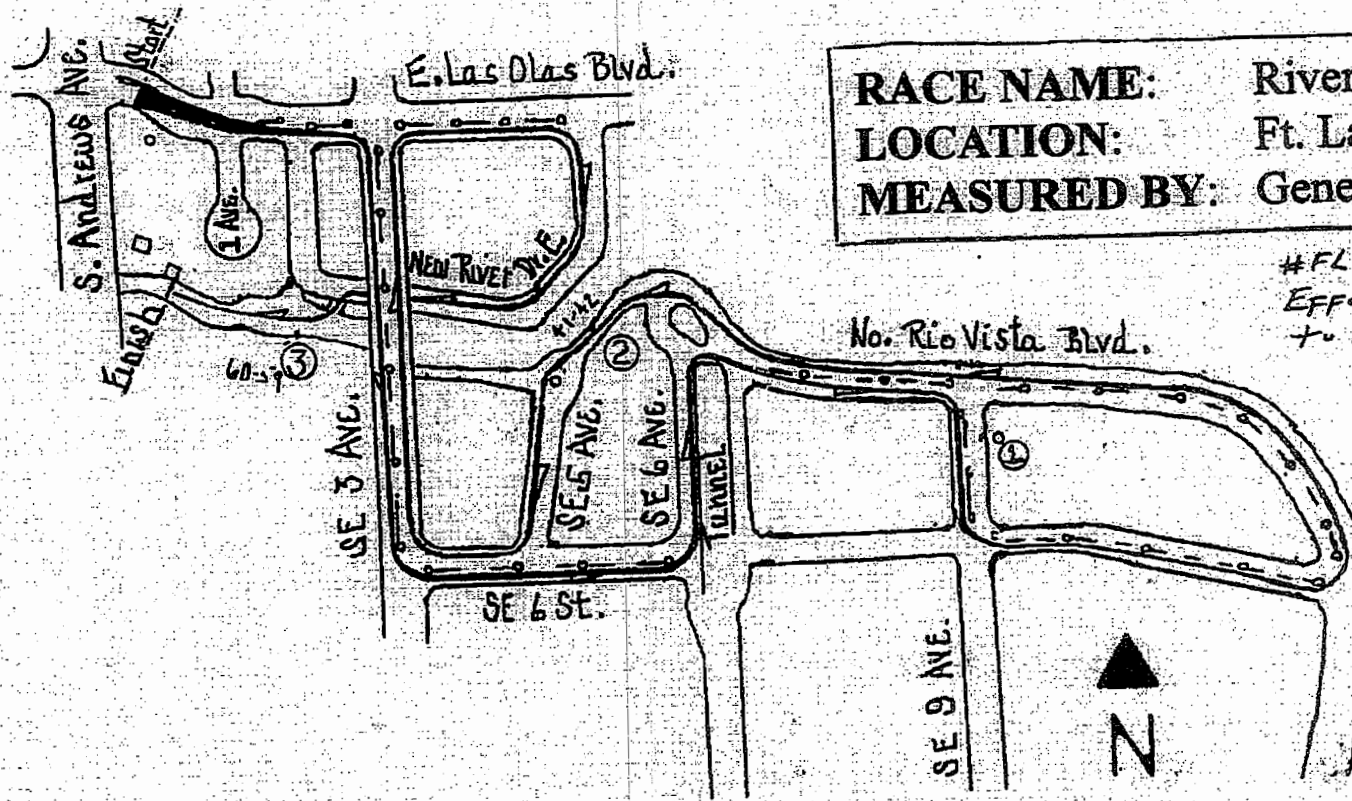 Start
E. Las Olas Blvd.
S. Andrews AVE.
1 AVE.
New River Dr. E
Finish
3
2
SE 3 AVE.
SE 6 AVE.
SE 6 AVE.
Tunnel
SE 6 St.
No. Rio Vista Blvd.
1
SE 9 AVE.
N
RACE NAME: River
LOCATION: Ft. La
MEASURED BY: Gene
# FL
EFF